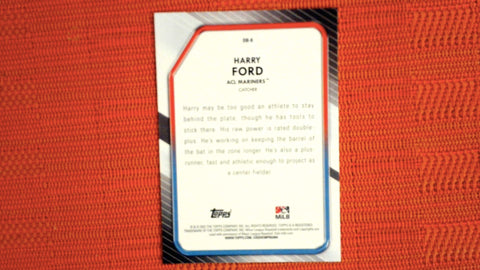 HARRY
FORD
ACL MARINERS™
CATCHER
Harry may be too good an athlete to stay
behind the plate, though he has tools to
stick there. His raw power is rated double-
plus. He's working on keeping the barrel of
the bat in the zone longer. He's also a plus
runner, fast and athletic enough to project as
a center fielder.
Topps
MiLB